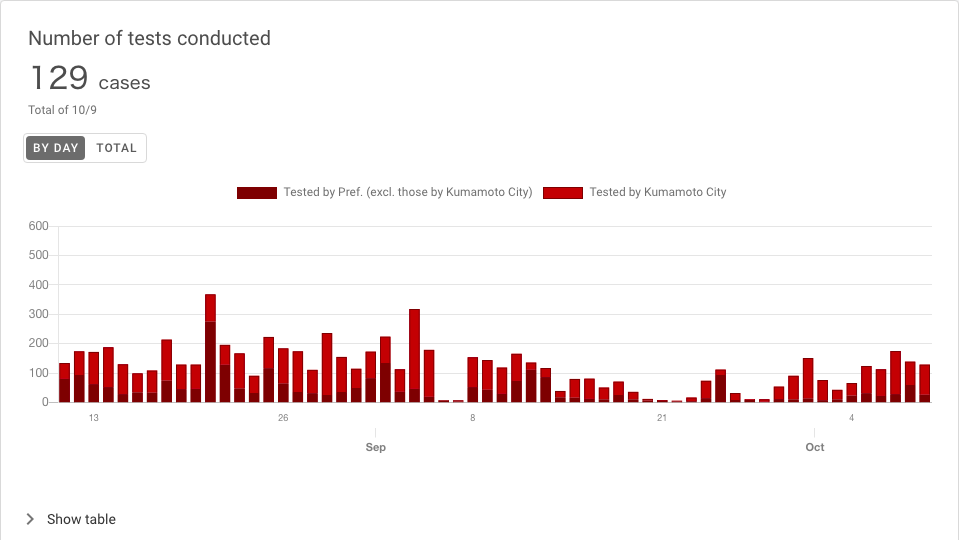 Number of tests conducted
129 cases
Total of 10/9
BY DAY TOTAL
Tested by Pref. (excl. those by Kumamoto City) Tested by Kumamoto City
600
500
400
300
200
100
0
13 26 8 21 4
Sep Oct
Show table